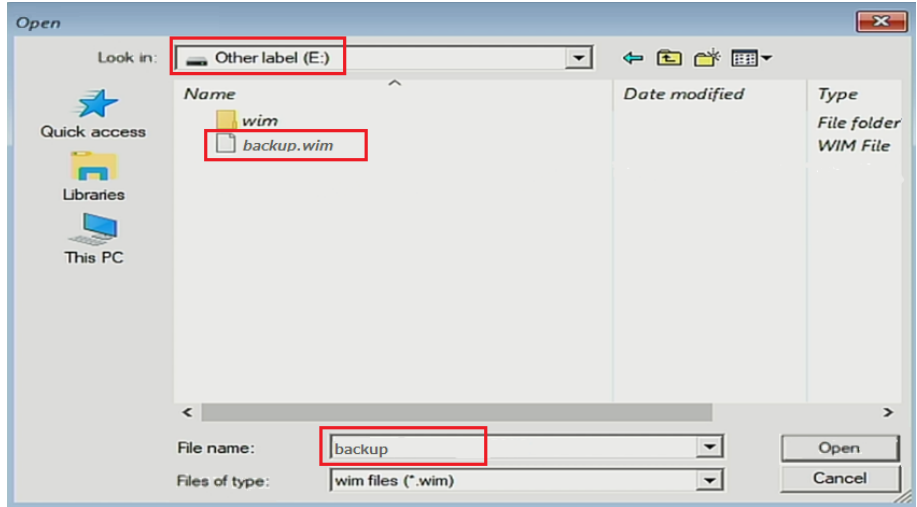 Open
Look in: Other label (E:)
Name Date modified Type
wim File folder
backup.wim WIM File
Quick access
Libraries
This PC
File name: backup Open
Files of type: wim files (*.wim) Cancel